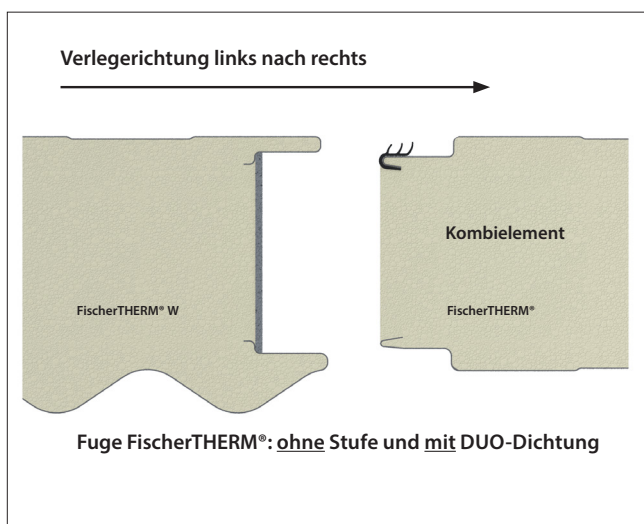 Verlegerichtung links nach rechts
Kombielement
FischerTHERM® W
FischerTHERM®
Fuge FischerTHERM®: ohne Stufe und mit DUO-Dichtung